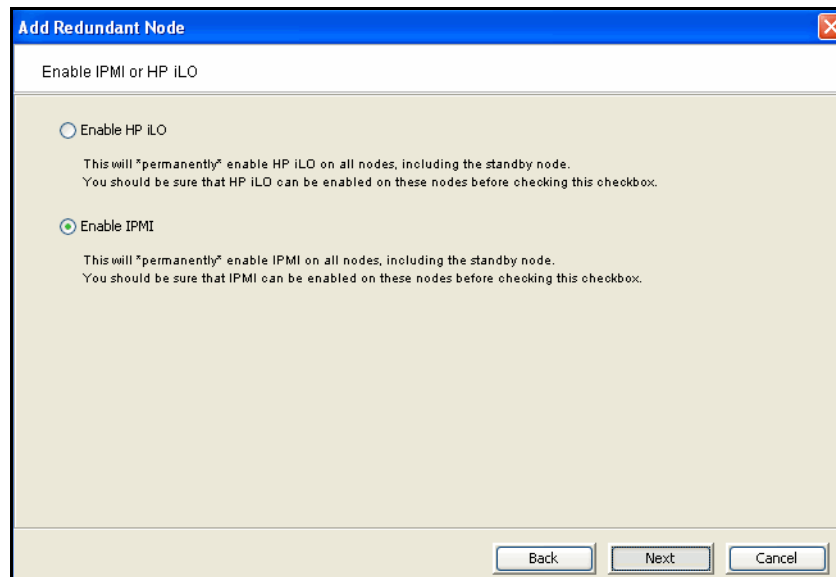 Add Redundant Node
Enable IPMI or HP iLO
Enable HP iLO
This will *permanently* enable HP iLO on all nodes, including the standby node.
You should be sure that HP iLO can be enabled on these nodes before checking this checkbox.
Enable IPMI
This will *permanently* enable IPMI on all nodes, including the standby node.
You should be sure that IPMI can be enabled on these nodes before checking this checkbox.
Back
Next
Cancel